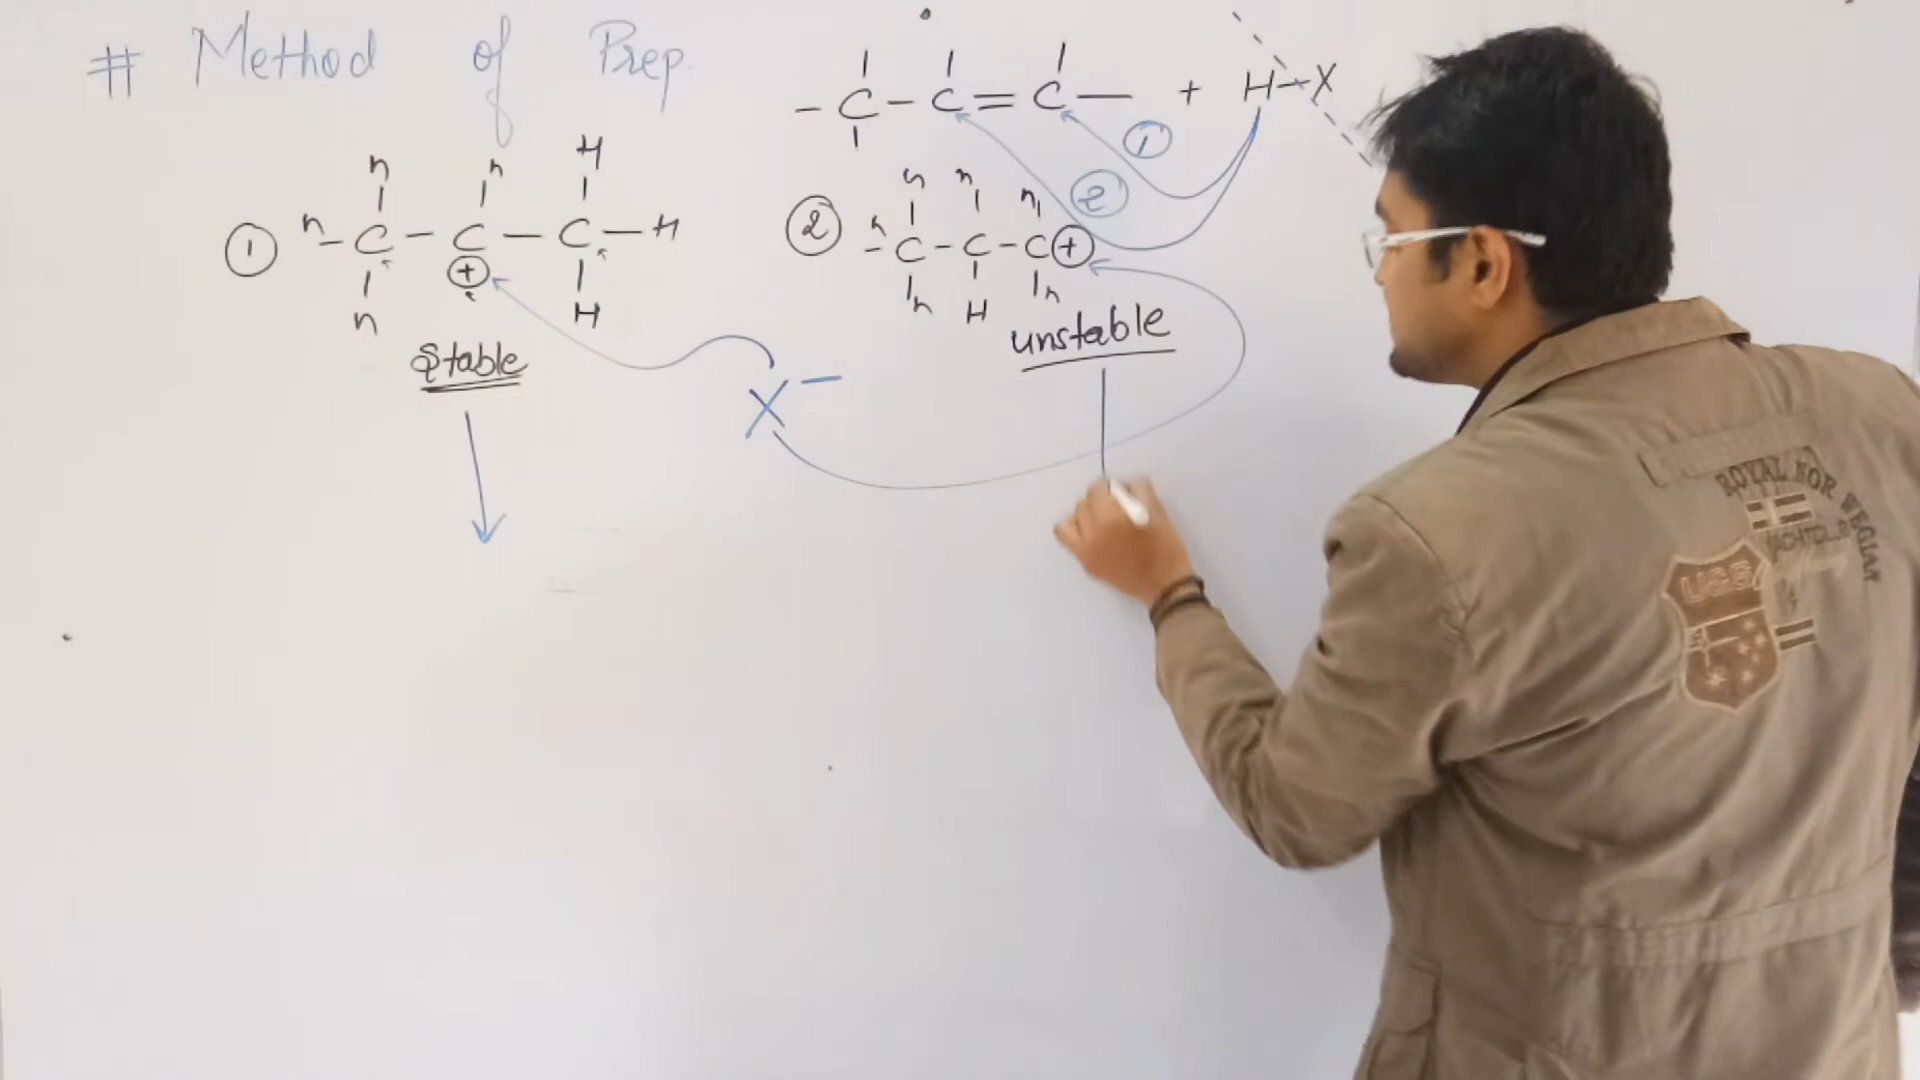 # Method of Prep.
- C - C = C - + H-X
1
2
H
n n
n n n
1 n - C - C - C - H
+
2 n - C - C - C +
n H
n H n
Stable
unstable
X -
ROYAL NOR WEGIAN